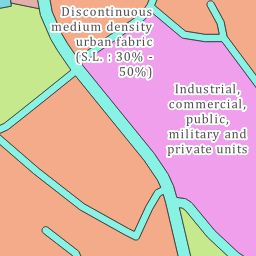 Discontinuous
medium density
urban fabric
(S.L. : 30% -
50%)
Industrial,
commercial,
public,
military and
private units